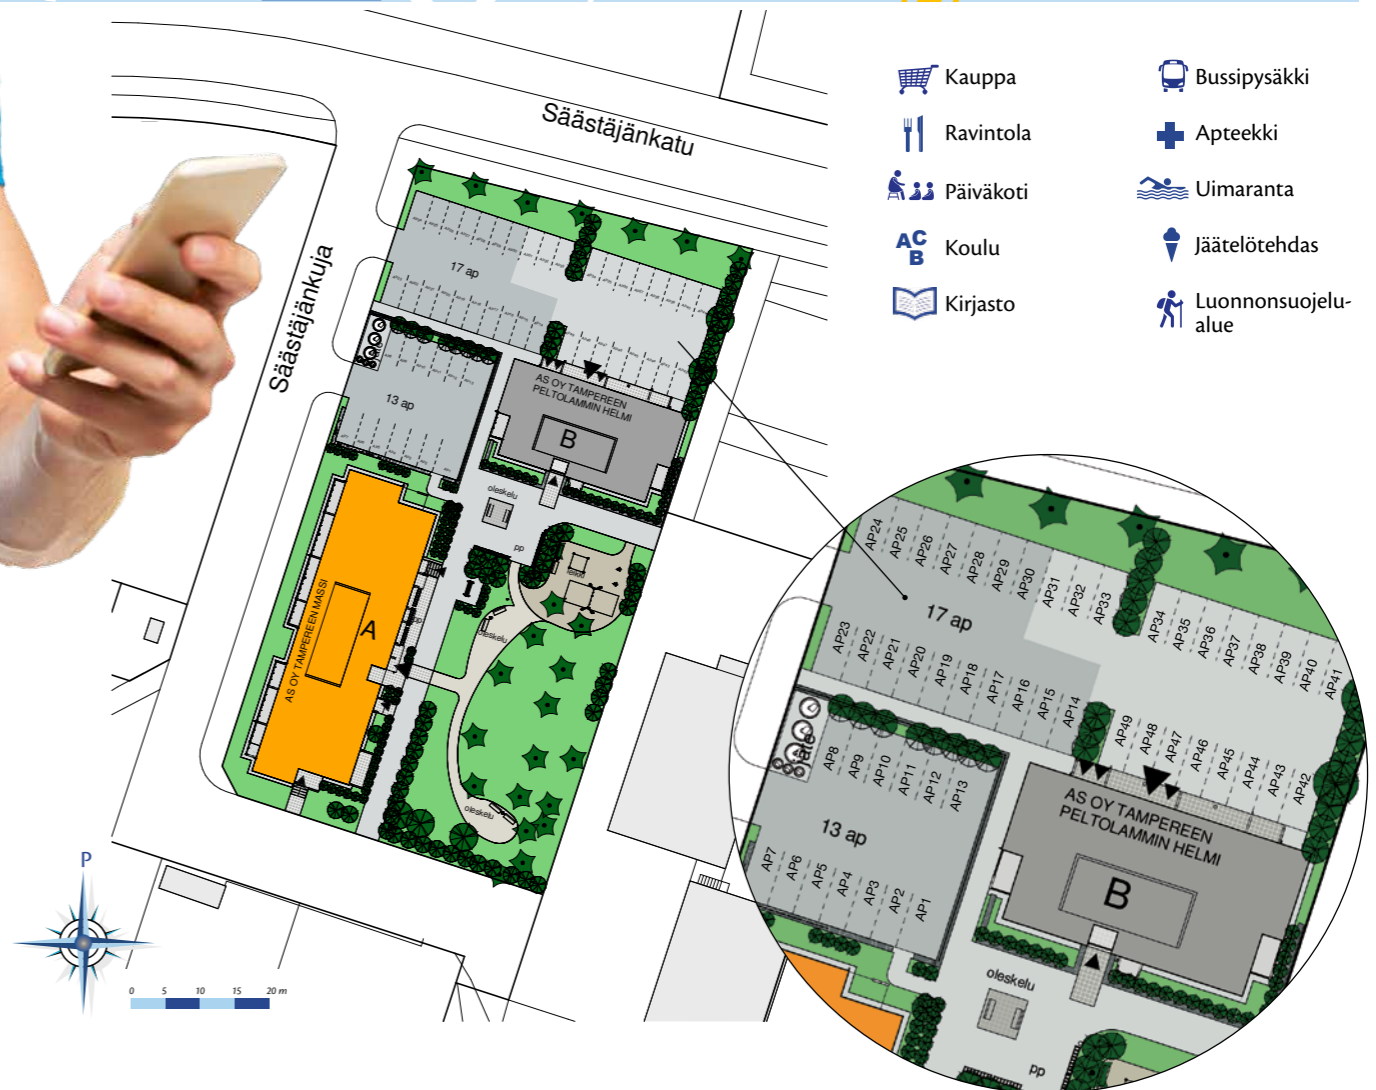 Kauppa
Ravintola
Päiväkoti
ACB
Koulu
Kirjasto
Bussipysäkki
Apteekki
Uimaranta
Jäätelötehdas
Luonnonsuojelu-
alue
Säästäjänkatu
Säästäjänkuja
17 ap
13 ap
AS OY TAMPEREEN
PELTOLAMMIN HELMI
B
oleskelu
pp
leikki
oleskelu
pp
AS OY TAMPEREEN MASSI
A
oleskelu
P
0 5 10 15 20 m
AP24 AP25 AP26 AP27 AP28 AP29 AP30 AP31 AP32 AP33 AP34 AP35 AP36 AP37 AP38 AP39 AP40 AP41
17 ap
AP23 AP22 AP21 AP20 AP19 AP18 AP17 AP16 AP15 AP14 AP49 AP48 AP47 AP46 AP45 AP44 AP43 AP42
jäte
AP8 AP9 AP10 AP11 AP12 AP13
13 ap
AP7 AP6 AP5 AP4 AP3 AP2 AP1
AS OY TAMPEREEN
PELTOLAMMIN HELMI
B
oleskelu
pp